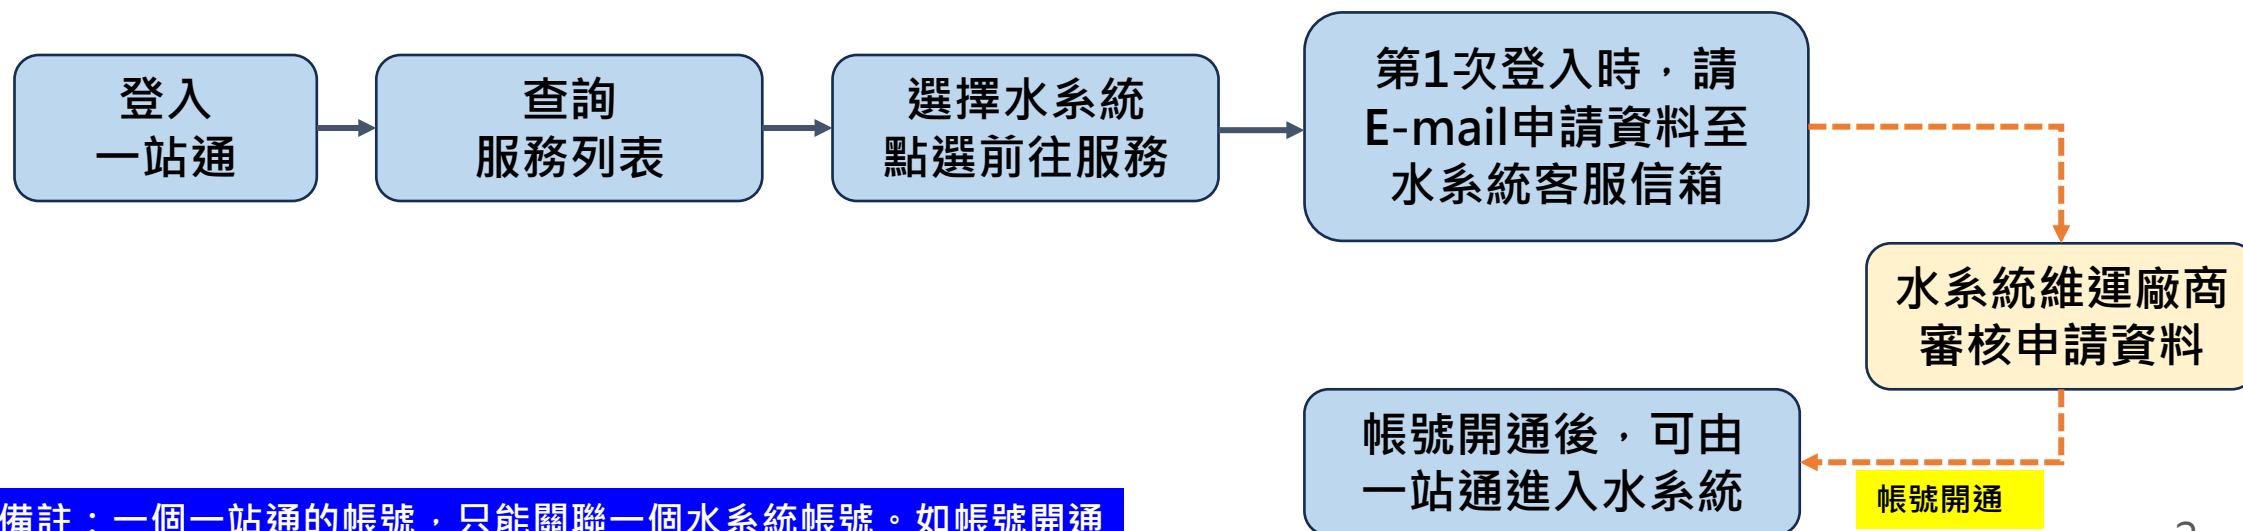 登入
一站通
查詢
服務列表
選擇水系統
點選前往服務
第1次登入時，請
E-mail申請資料至
水系統客服信箱
水系統維運廠商
審核申請資料
帳號開通後，可由
一站通進入水系統
帳號開通
備註：一個一站通的帳號，只能關聯一個水系統帳號。如帳號開通